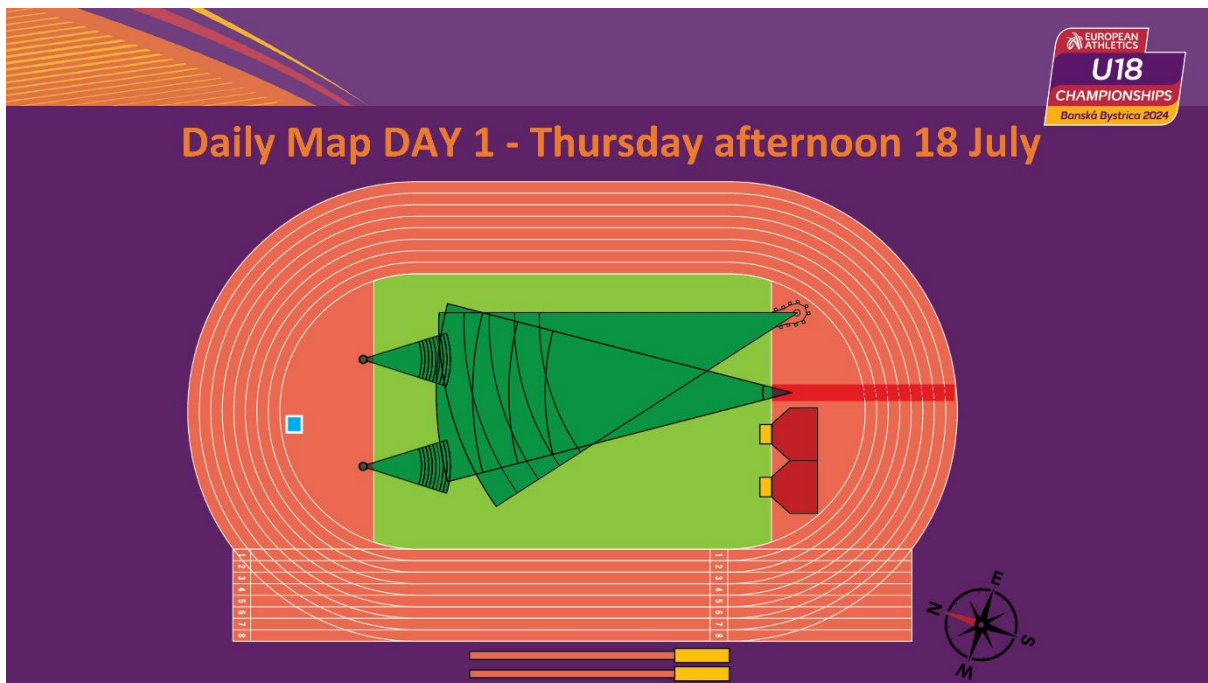 EUROPEAN
ATHLETICS
U18
CHAMPIONSHIPS
Banská Bystrica 2024
Daily Map DAY 1 - Thursday afternoon 18 July
1 1
2 2
3 3
4 4
5 5
6 6
7 7
8 8
E
N
S
W